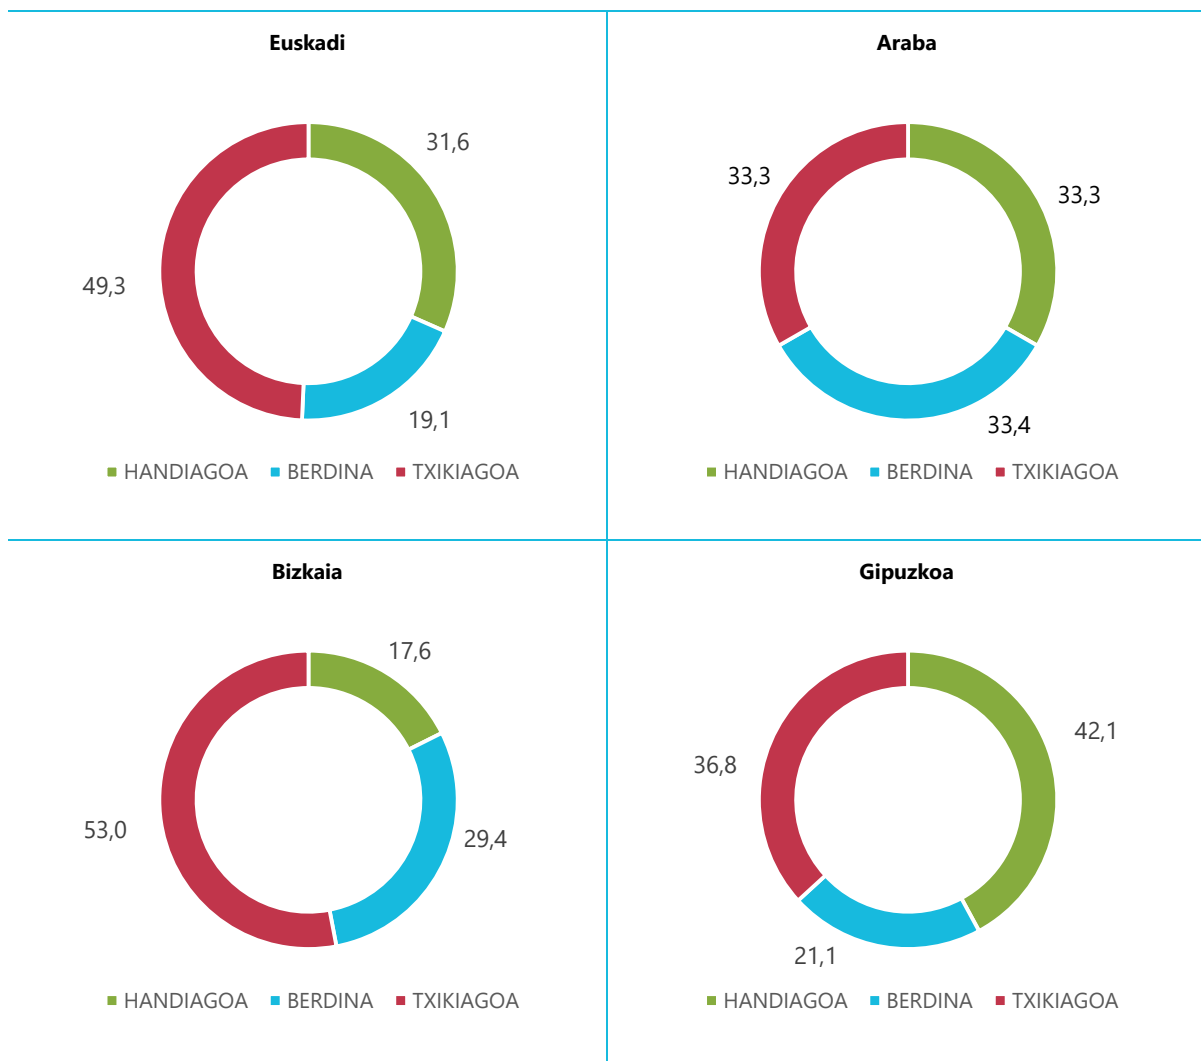 Euskadi
31,6
49,3
19,1
HANDIAGOA BERDINA TXIKIAGOA
Araba
33,3
33,3
33,4
HANDIAGOA BERDINA TXIKIAGOA
Bizkaia
17,6
53,0
29,4
HANDIAGOA BERDINA TXIKIAGOA
Gipuzkoa
42,1
36,8
21,1
HANDIAGOA BERDINA TXIKIAGOA